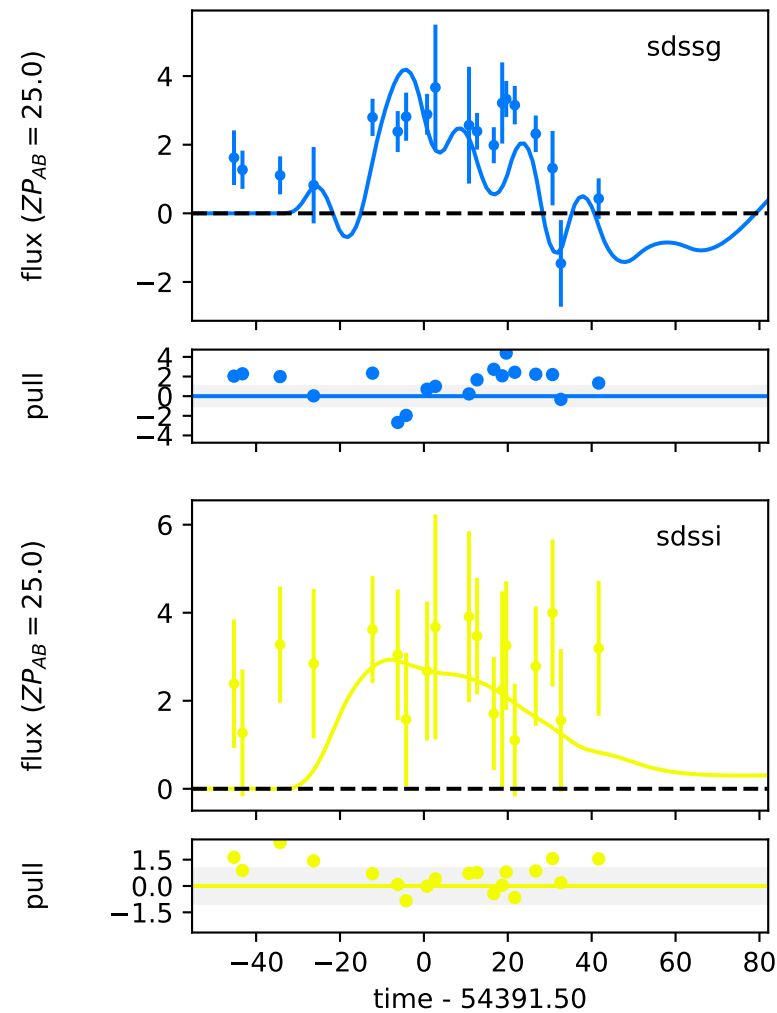 sdssg
flux (ZP_AB = 25.0)
4
2
0
−2
pull
4
2
0
−2
−4
sdssi
flux (ZP_AB = 25.0)
6
4
2
0
pull
1.5
0.0
−1.5
−40 −20 0 20 40 60 80
time - 54391.50